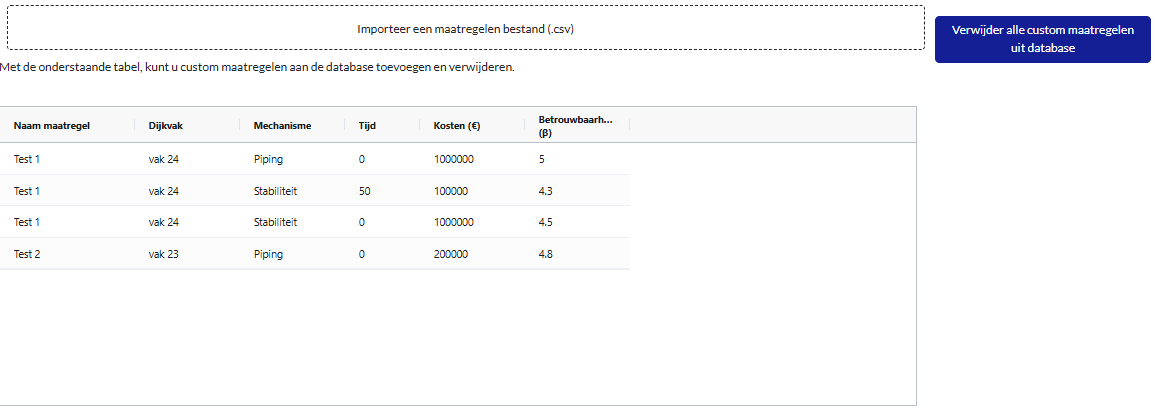 Importeer een maatregelen bestand (.csv)
Verwijder alle custom maatregelen
uit database
Met de onderstaande tabel, kunt u custom maatregelen aan de database toevoegen en verwijderen.
Naam maatregel Dijkvak Mechanisme Tijd Kosten (€) Betrouwbaarh...
(β)
Test 1 vak 24 Piping 0 1000000 5
Test 1 vak 24 Stabiliteit 50 100000 4.3
Test 1 vak 24 Stabiliteit 0 1000000 4.5
Test 2 vak 23 Piping 0 200000 4.8